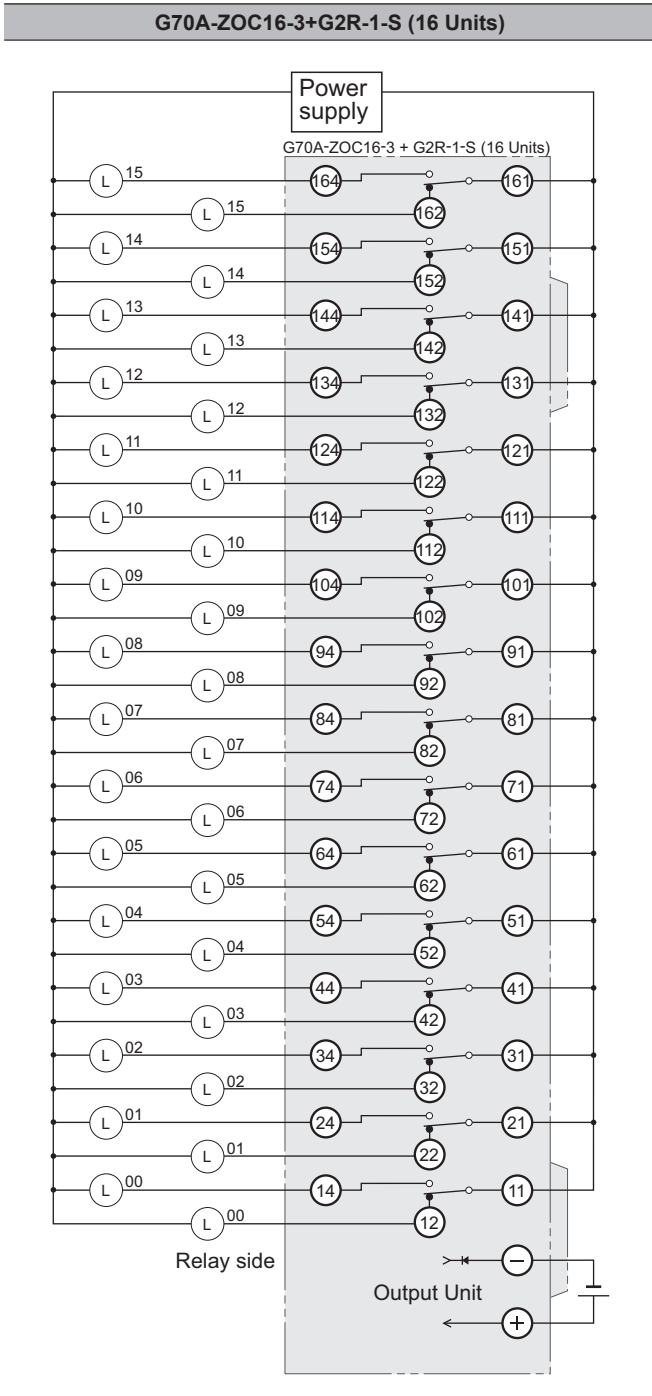 G70A-ZOC16-3+G2R-1-S (16 Units)
Power
supply
G70A-ZOC16-3 + G2R-1-S (16 Units)
L 15 164 161
L 15 162
L 14 154 151
L 14 152
L 13 144 141
L 13 142
L 12 134 131
L 12 132
L 11 124 121
L 11 122
L 10 114 111
L 10 112
L 09 104 101
L 09 102
L 08 94 91
L 08 92
L 07 84 81
L 07 82
L 06 74 71
L 06 72
L 05 64 61
L 05 62
L 04 54 51
L 04 52
L 03 44 41
L 03 42
L 02 34 31
L 02 32
L 01 24 21
L 01 22
L 00 14 11
L 00 12
Relay side
−
Output Unit
+